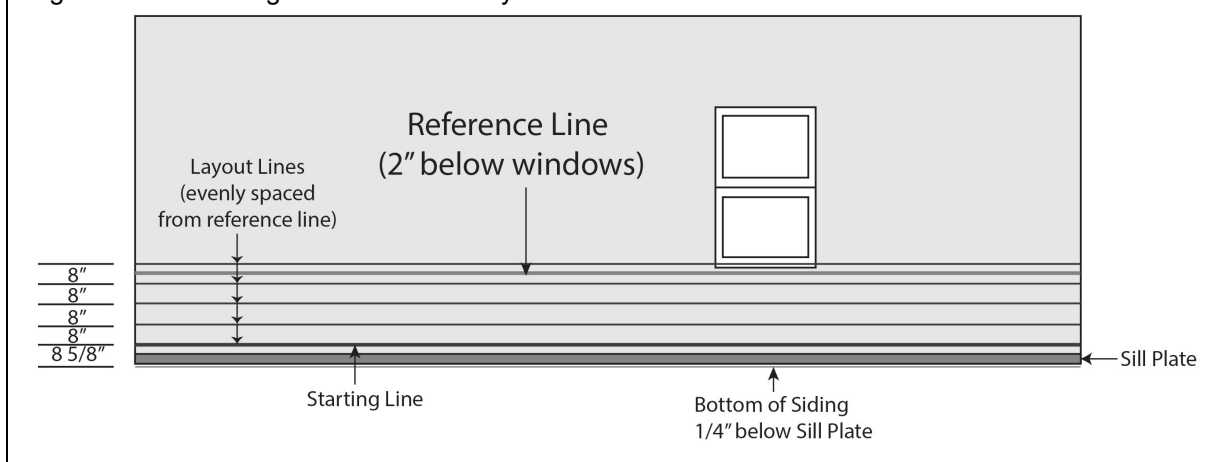 Reference Line
(2” below windows)
Layout Lines
(evenly spaced
from reference line)
8”
8”
8”
8”
8 5/8”
Sill Plate
Starting Line
Bottom of Siding
1/4” below Sill Plate